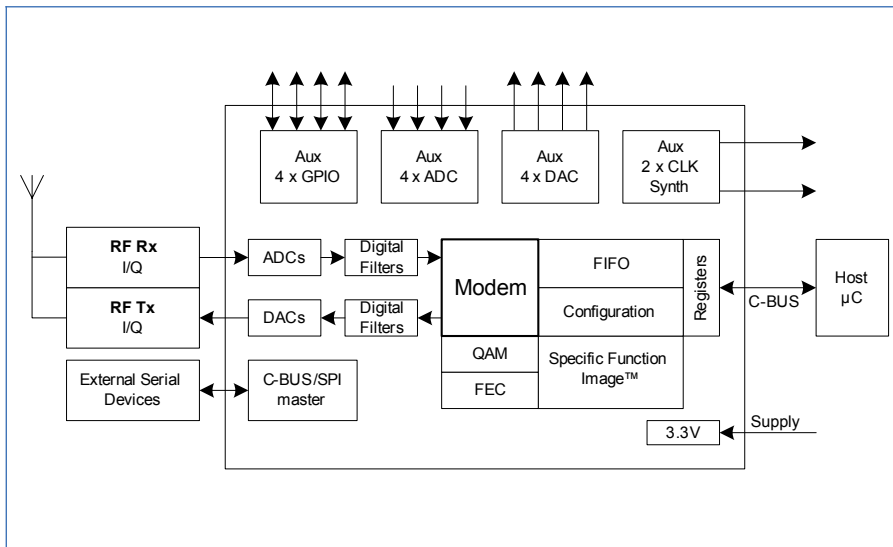 Aux
4 x GPIO
Aux
4 x ADC
Aux
4 x DAC
Aux
2 x CLK
Synth
RF Rx
I/Q
ADCs
Digital
Filters
Modem
FIFO
Registers
Host
µC
C-BUS
RF Tx
I/Q
DACs
Digital
Filters
Configuration
External Serial
Devices
C-BUS/SPI
master
QAM
FEC
Specific Function
Image™
3.3V
Supply